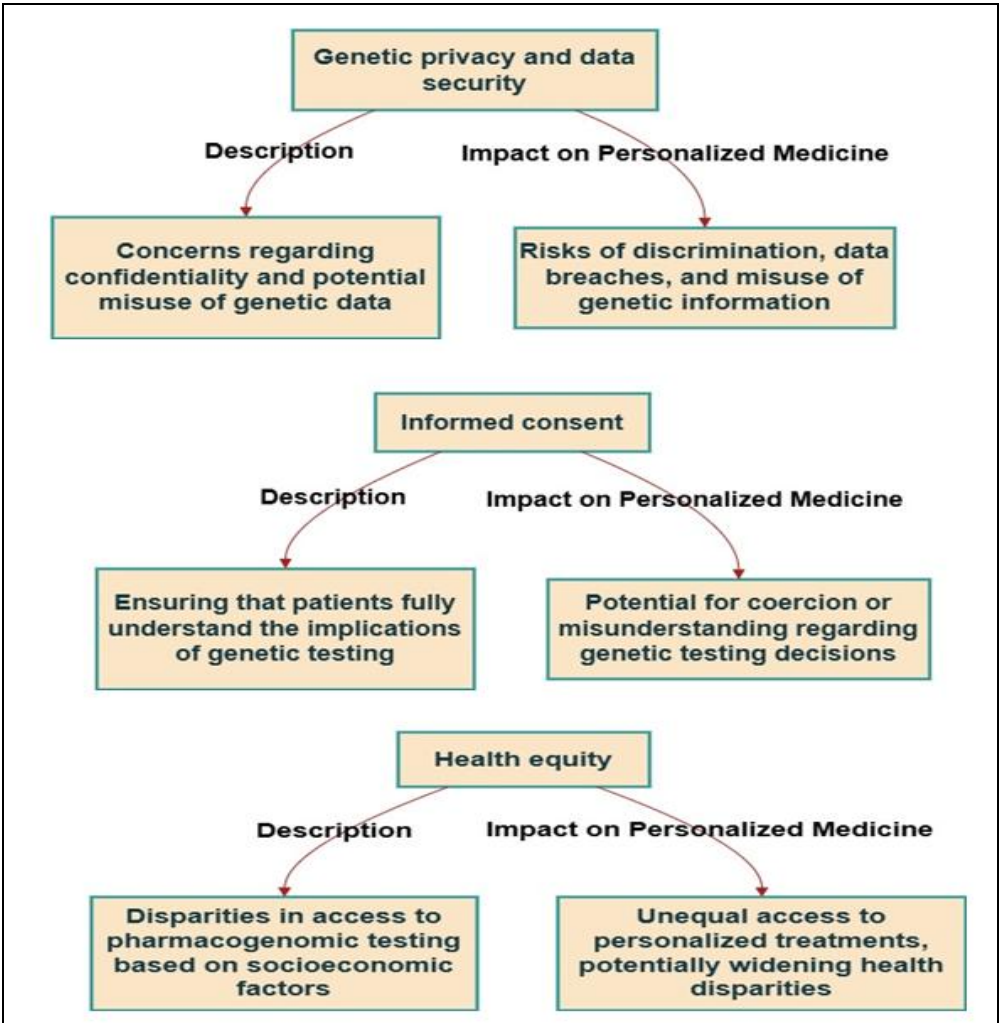 Genetic privacy and data
security
Description
Impact on Personalized Medicine
Concerns regarding
confidentiality and potential
misuse of genetic data
Risks of discrimination, data
breaches, and misuse of
genetic information
Informed consent
Description
Impact on Personalized Medicine
Ensuring that patients fully
understand the implications
of genetic testing
Potential for coercion or
misunderstanding regarding
genetic testing decisions
Health equity
Description
Impact on Personalized Medicine
Disparities in access to
pharmacogenomic testing
based on socioeconomic
factors
Unequal access to
personalized treatments,
potentially widening health
disparities